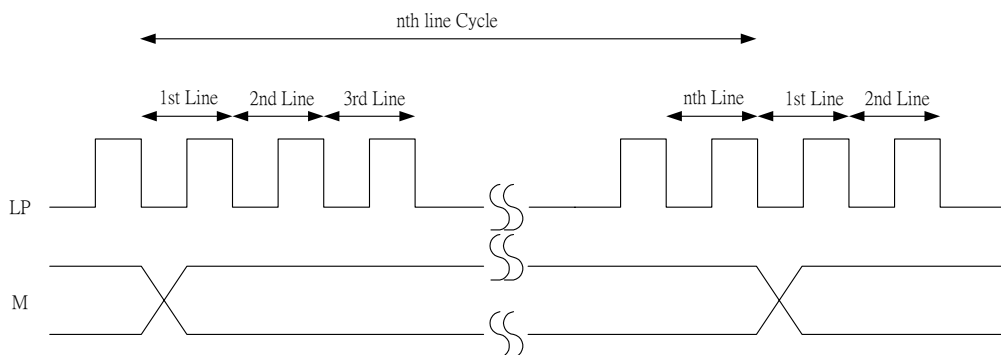 nth line Cycle
1st Line 2nd Line 3rd Line nth Line 1st Line 2nd Line
LP
M